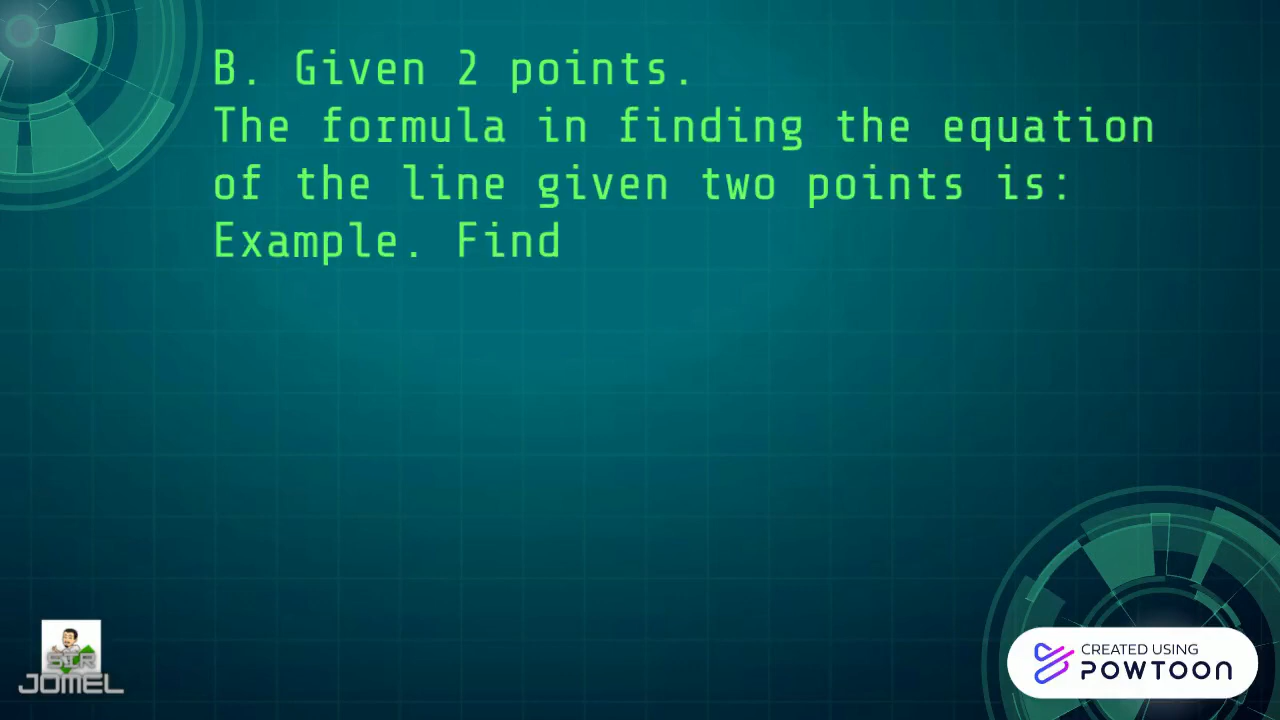 B. Given 2 points.
The formula in finding the equation
of the line given two points is:
Example. Find
SIR
JOMEL
CREATED USING
POWTOON